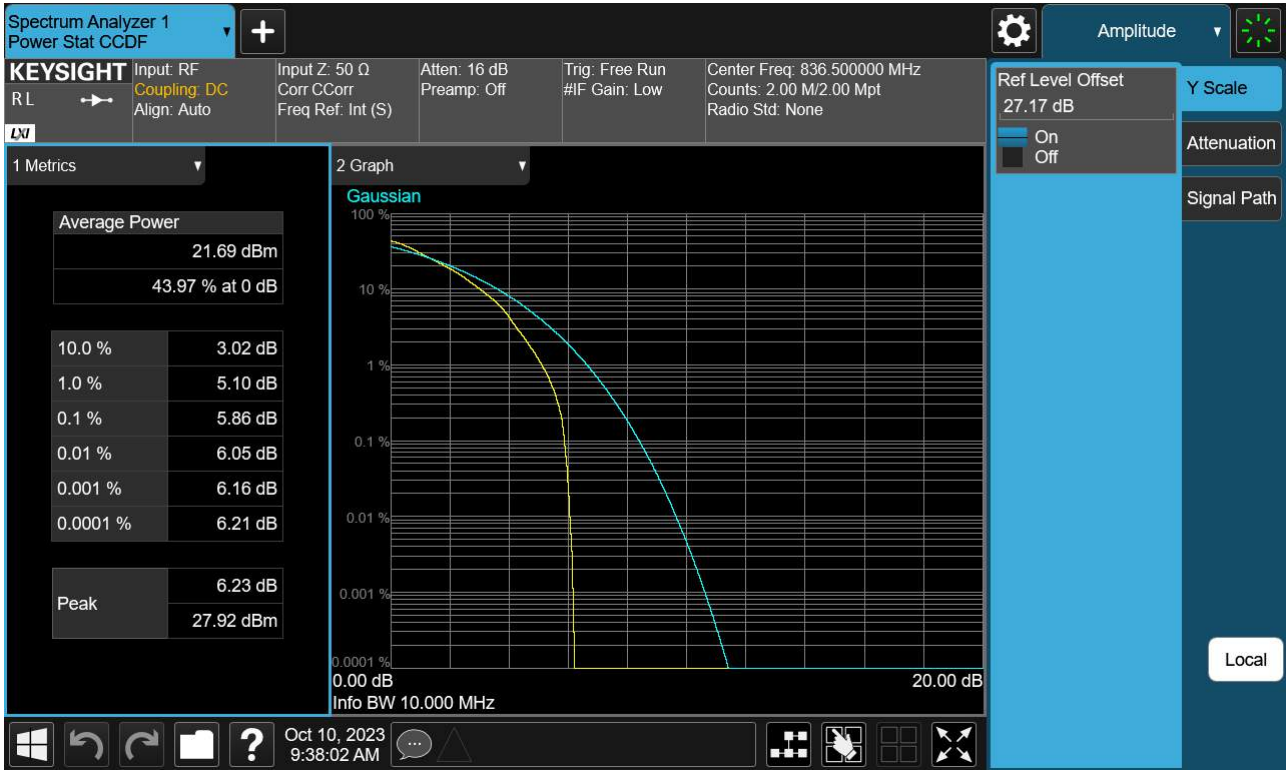 Spectrum Analyzer 1
Power Stat CCDF
+
Amplitude
KEYSIGHT
RL
LXI
Input: RF
Coupling: DC
Align: Auto
Input Z: 50 Ω
Corr CCorr
Freq Ref: Int (S)
Atten: 16 dB
Preamp: Off
Trig: Free Run
#IF Gain: Low
Center Freq: 836.500000 MHz
Counts: 2.00 M/2.00 Mpt
Radio Std: None
Ref Level Offset
27.17 dB
On
Off
Y Scale
Attenuation
Signal Path
Local
1 Metrics
Average Power
21.69 dBm
43.97 % at 0 dB
10.0 % 3.02 dB
1.0 % 5.10 dB
0.1 % 5.86 dB
0.01 % 6.05 dB
0.001 % 6.16 dB
0.0001 % 6.21 dB
Peak
6.23 dB
27.92 dBm
2 Graph
Gaussian
100 %
10 %
1 %
0.1 %
0.01 %
0.001 %
0.0001 %
0.00 dB 20.00 dB
Info BW 10.000 MHz
?
Oct 10, 2023
9:38:02 AM